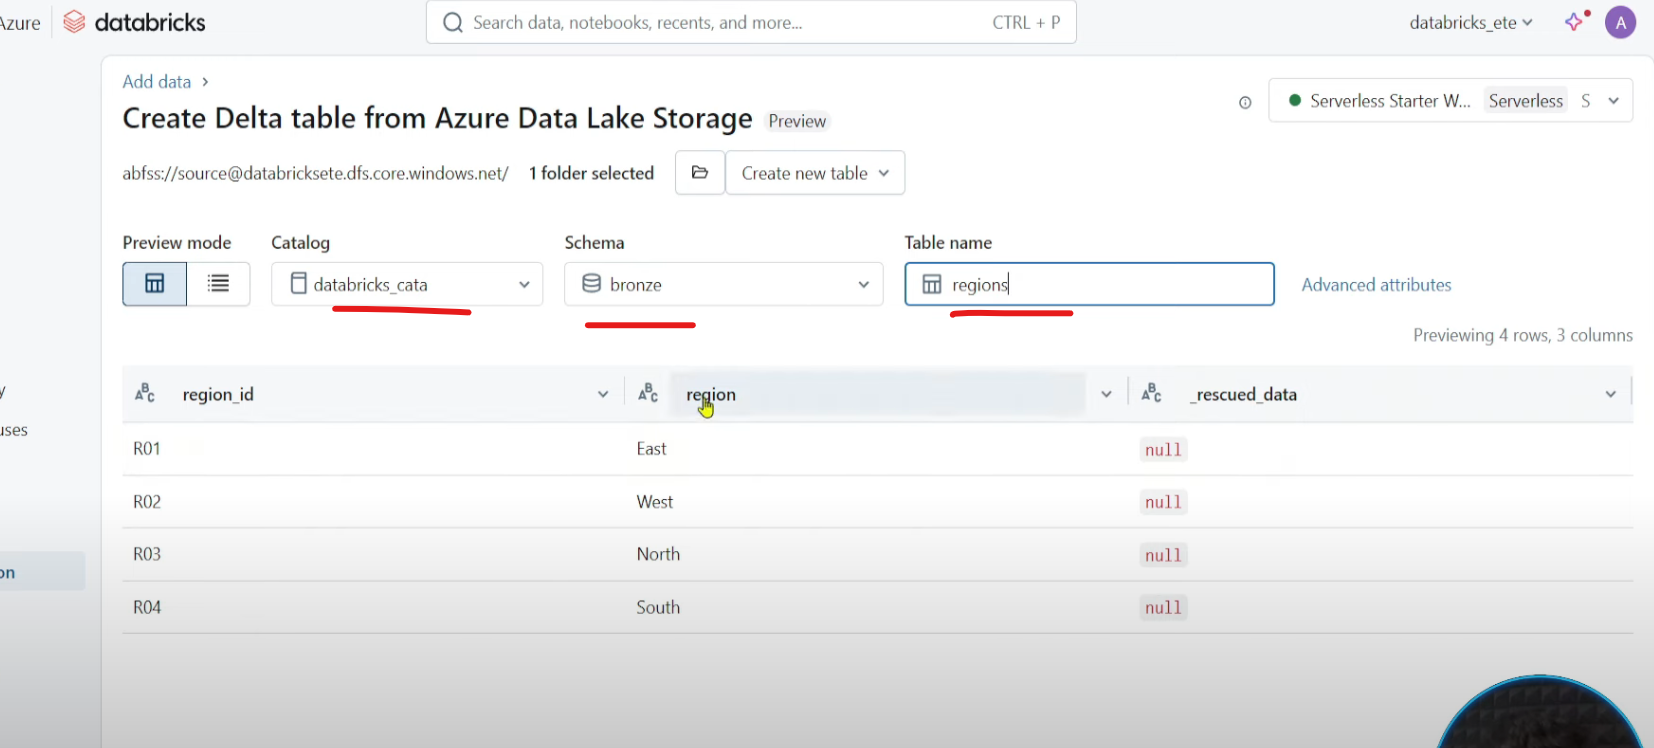 Azure databricks Search data, notebooks, recents, and more... CTRL + P databricks_ete A
Add data
Create Delta table from Azure Data Lake Storage Preview
Serverless Starter W... Serverless S
abfss://source@databricksete.dfs.core.windows.net/ 1 folder selected Create new table
Preview mode Catalog Schema Table name
databricks_cata bronze regions Advanced attributes
Previewing 4 rows, 3 columns
region_id region _rescued_data
R01 East null
R02 West null
R03 North null
R04 South null